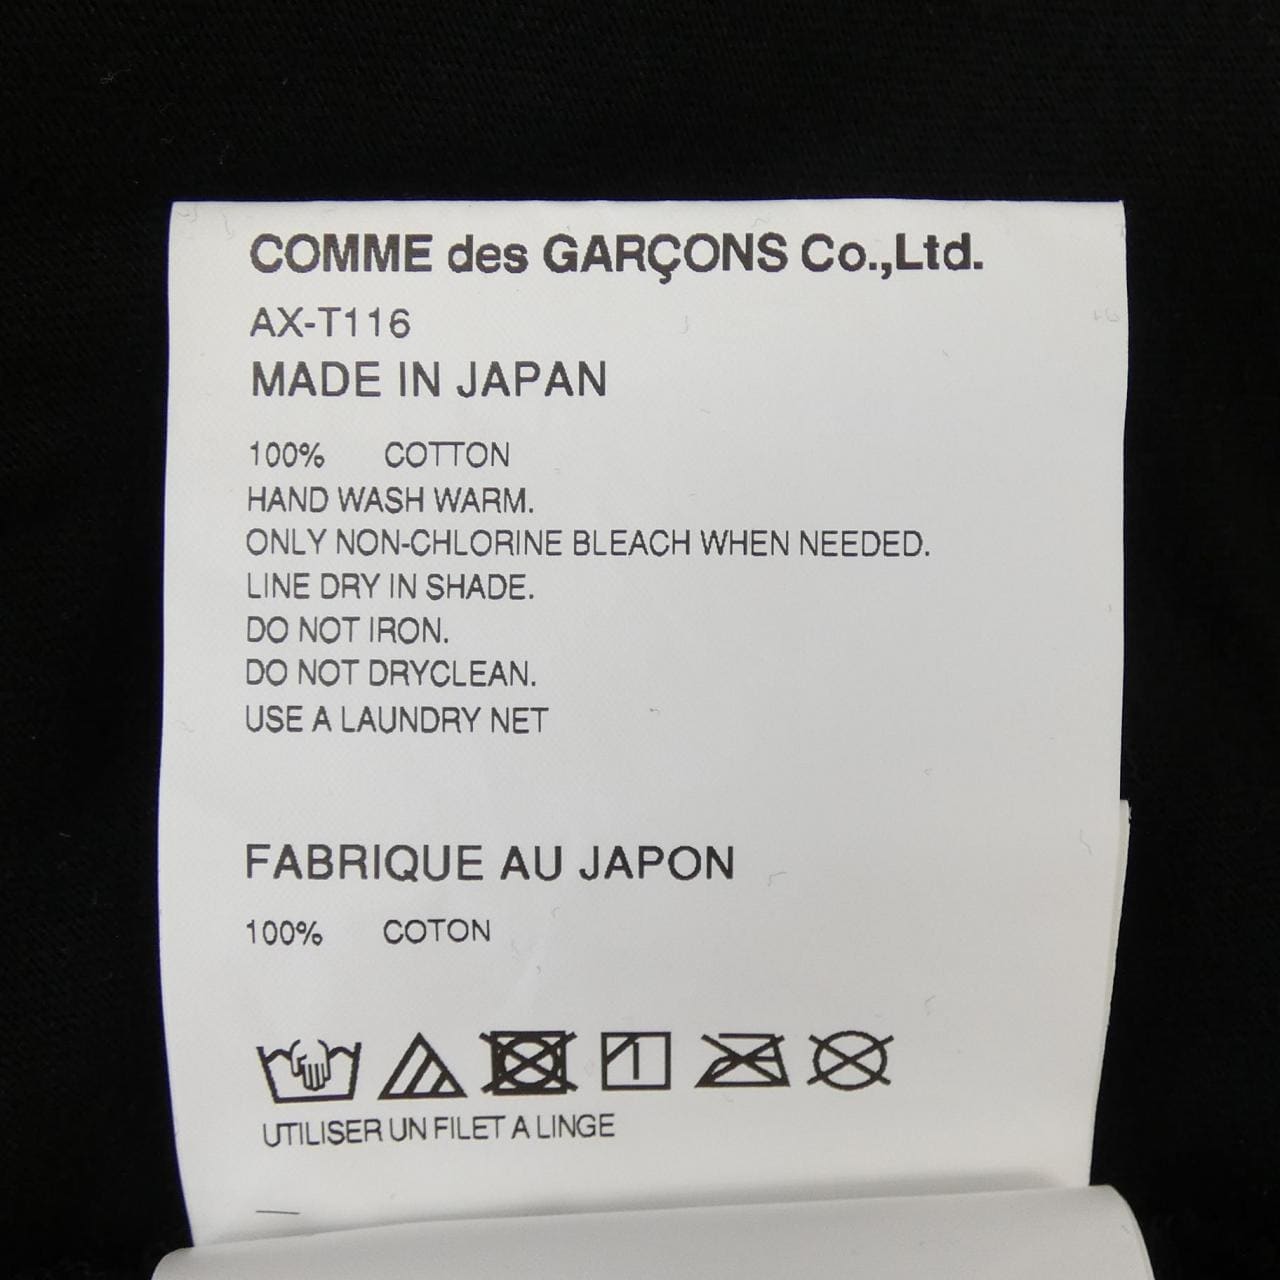 COMME des GARÇONS Co.,Ltd.
AX-T116
MADE IN JAPAN
100% COTTON
HAND WASH WARM.
ONLY NON-CHLORINE BLEACH WHEN NEEDED.
LINE DRY IN SHADE.
DO NOT IRON.
DO NOT DRYCLEAN.
USE A LAUNDRY NET
FABRIQUE AU JAPON
100% COTON
UTILISER UN FILET A LINGE